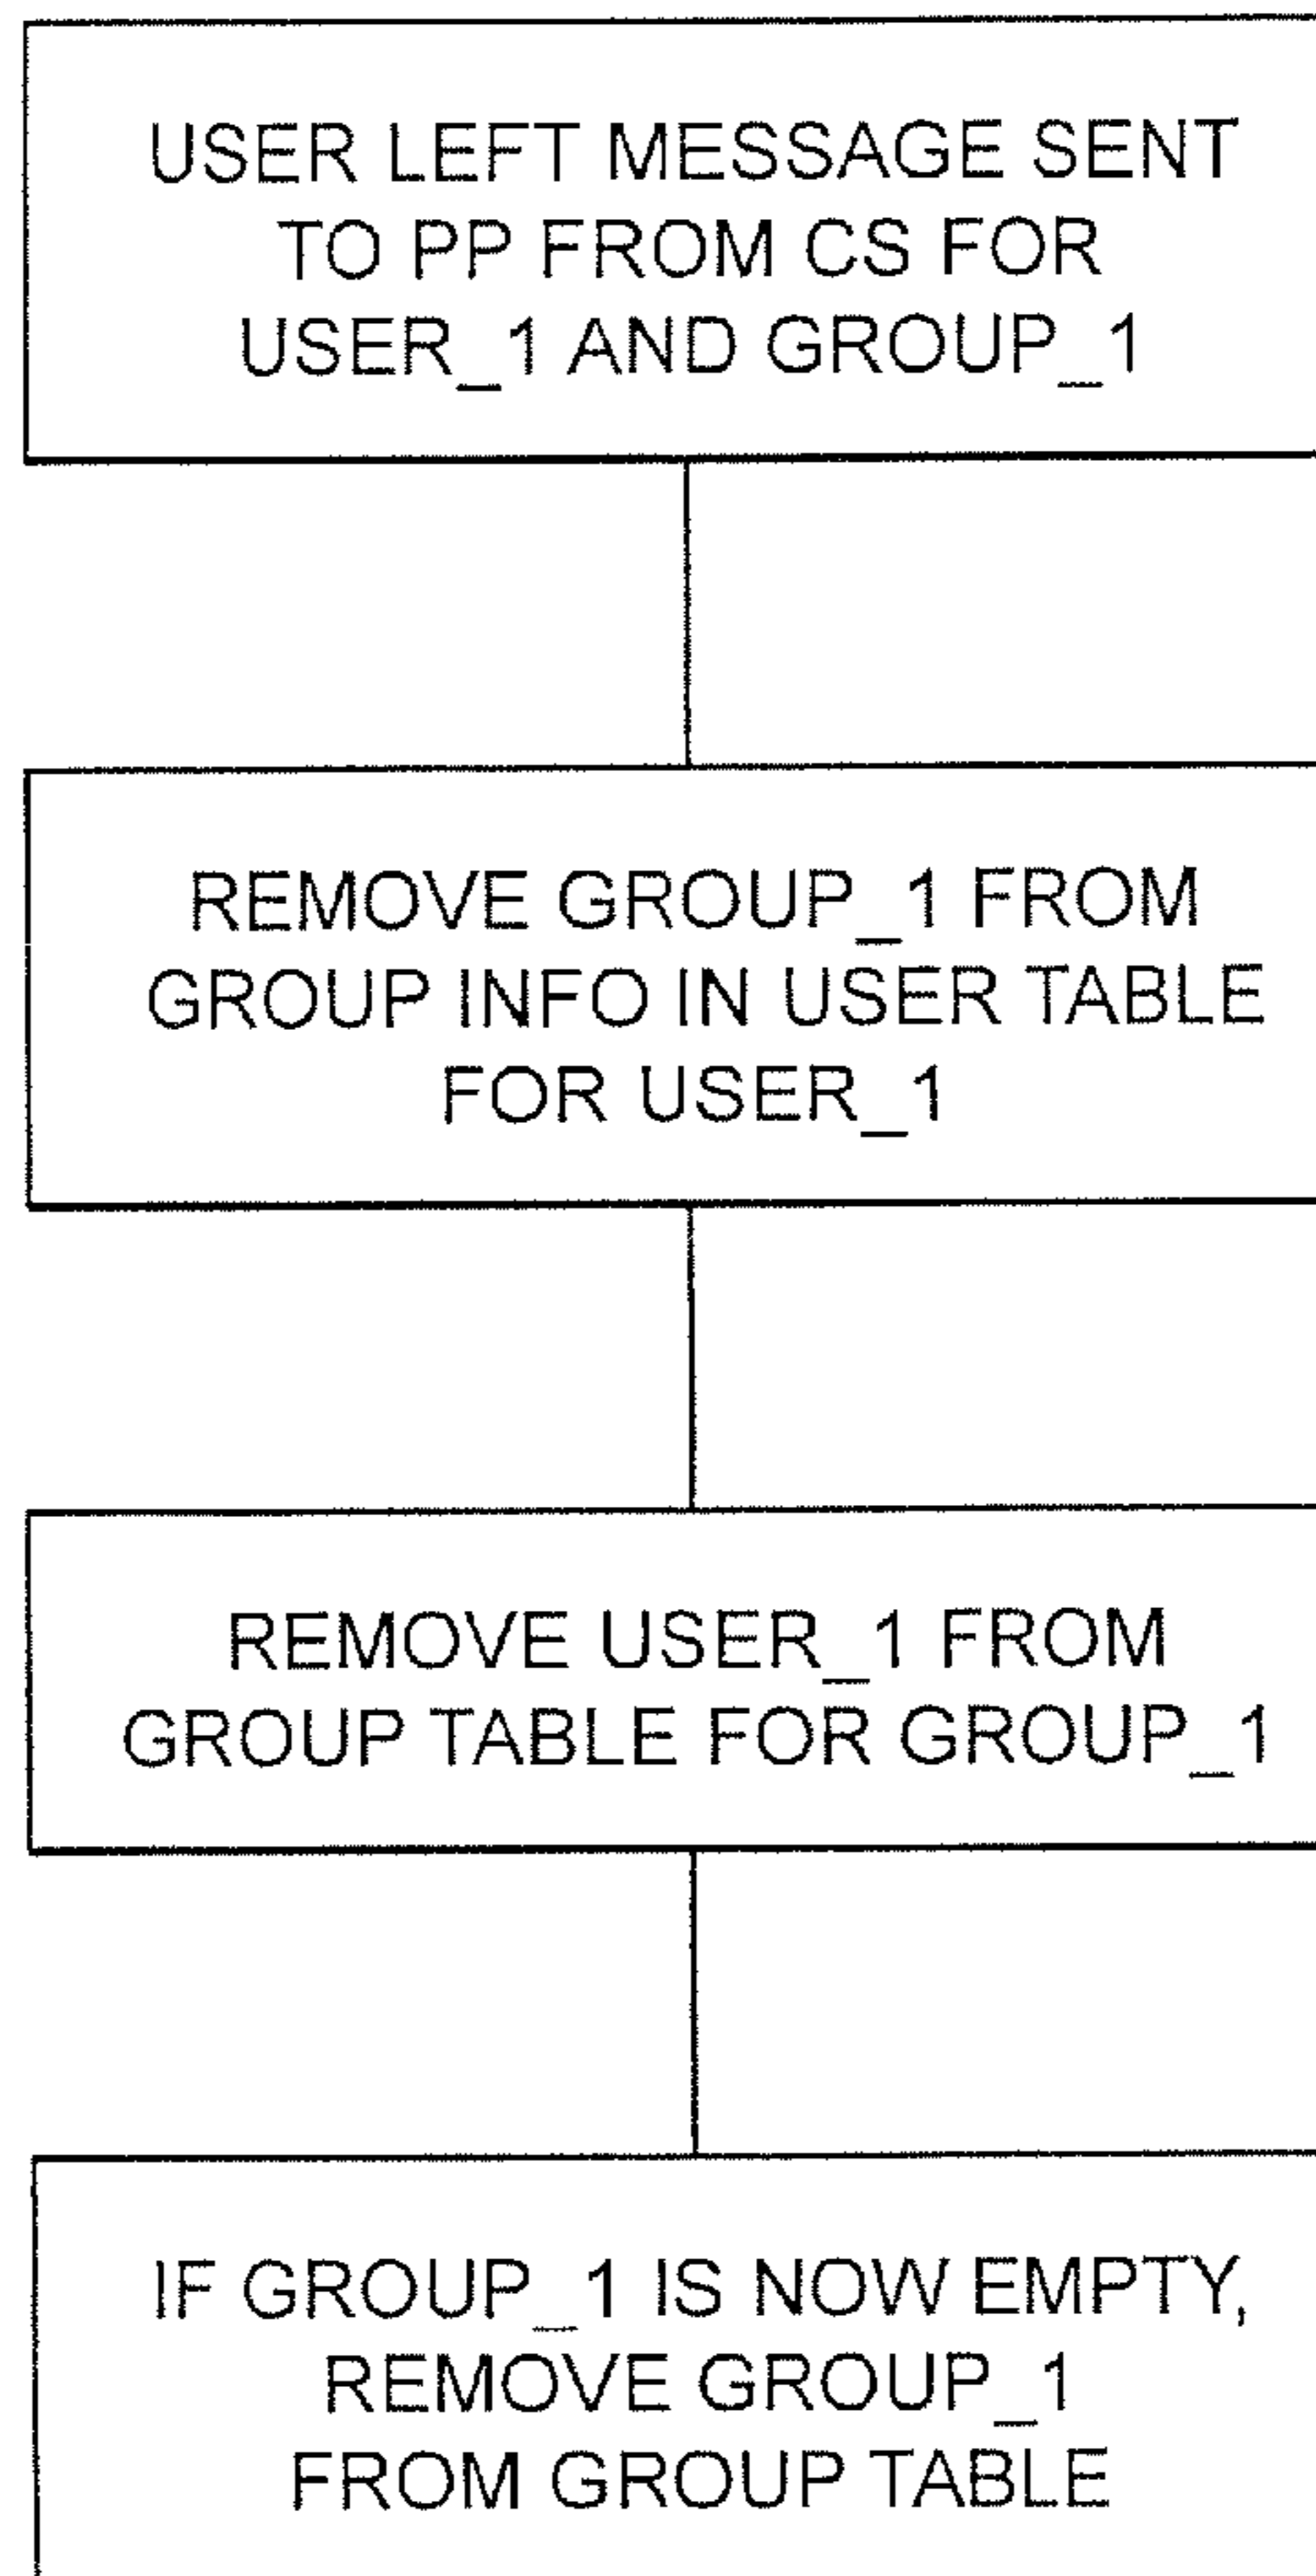 USER LEFT MESSAGE SENT
TO PP FROM CS FOR
USER_1 AND GROUP_1
REMOVE GROUP_1 FROM
GROUP INFO IN USER TABLE
FOR USER_1
REMOVE USER_1 FROM
GROUP TABLE FOR GROUP_1
IF GROUP_1 IS NOW EMPTY,
REMOVE GROUP_1
FROM GROUP TABLE